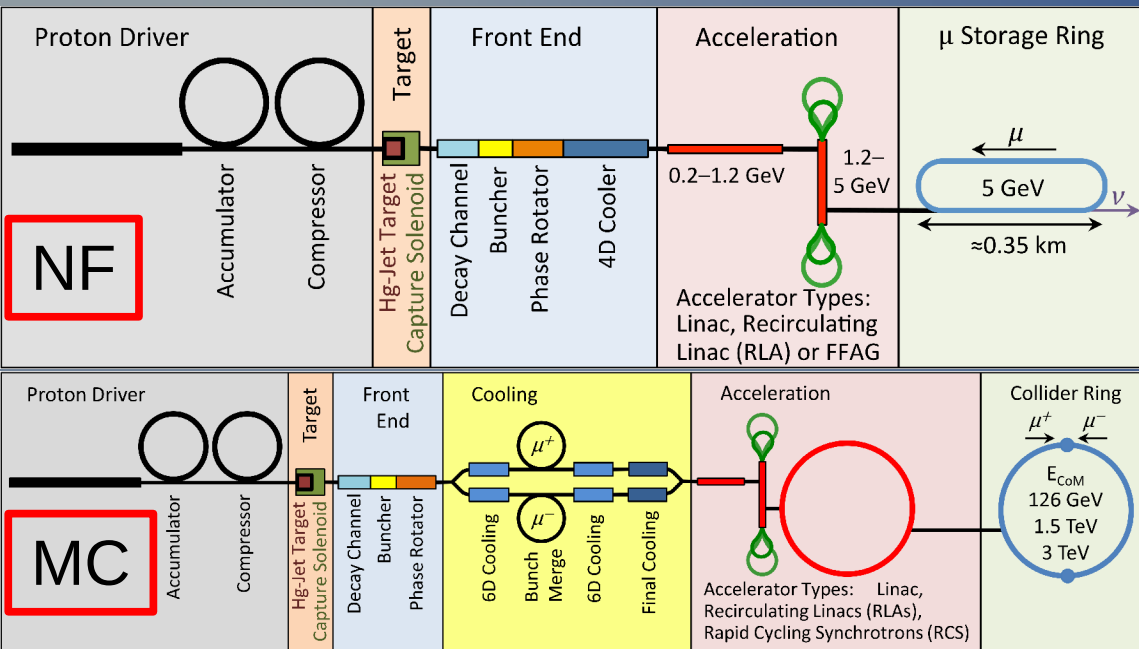 Proton Driver
Target
Front End
Acceleration
μ Storage Ring
Accumulator
Compressor
Hg-Jet Target
Capture Solenoid
Decay Channel
Buncher
Phase Rotator
4D Cooler
0.2–1.2 GeV
1.2–
5 GeV
μ
5 GeV
ν
≈0.35 km
Accelerator Types:
Linac, Recirculating
Linac (RLA) or FFAG
NF
Proton Driver
Target
Front
End
Cooling
Acceleration
Collider Ring
Accumulator
Compressor
Hg-Jet Target
Capture Solenoid
Decay Channel
Buncher
Phase Rotator
μ⁺
μ⁻
6D Cooling
Bunch
Merge
6D Cooling
Final Cooling
Accelerator Types: Linac,
Recirculating Linacs (RLAs),
Rapid Cycling Synchrotrons (RCS)
μ⁺ μ⁻
E_CoM
126 GeV
1.5 TeV
3 TeV
MC